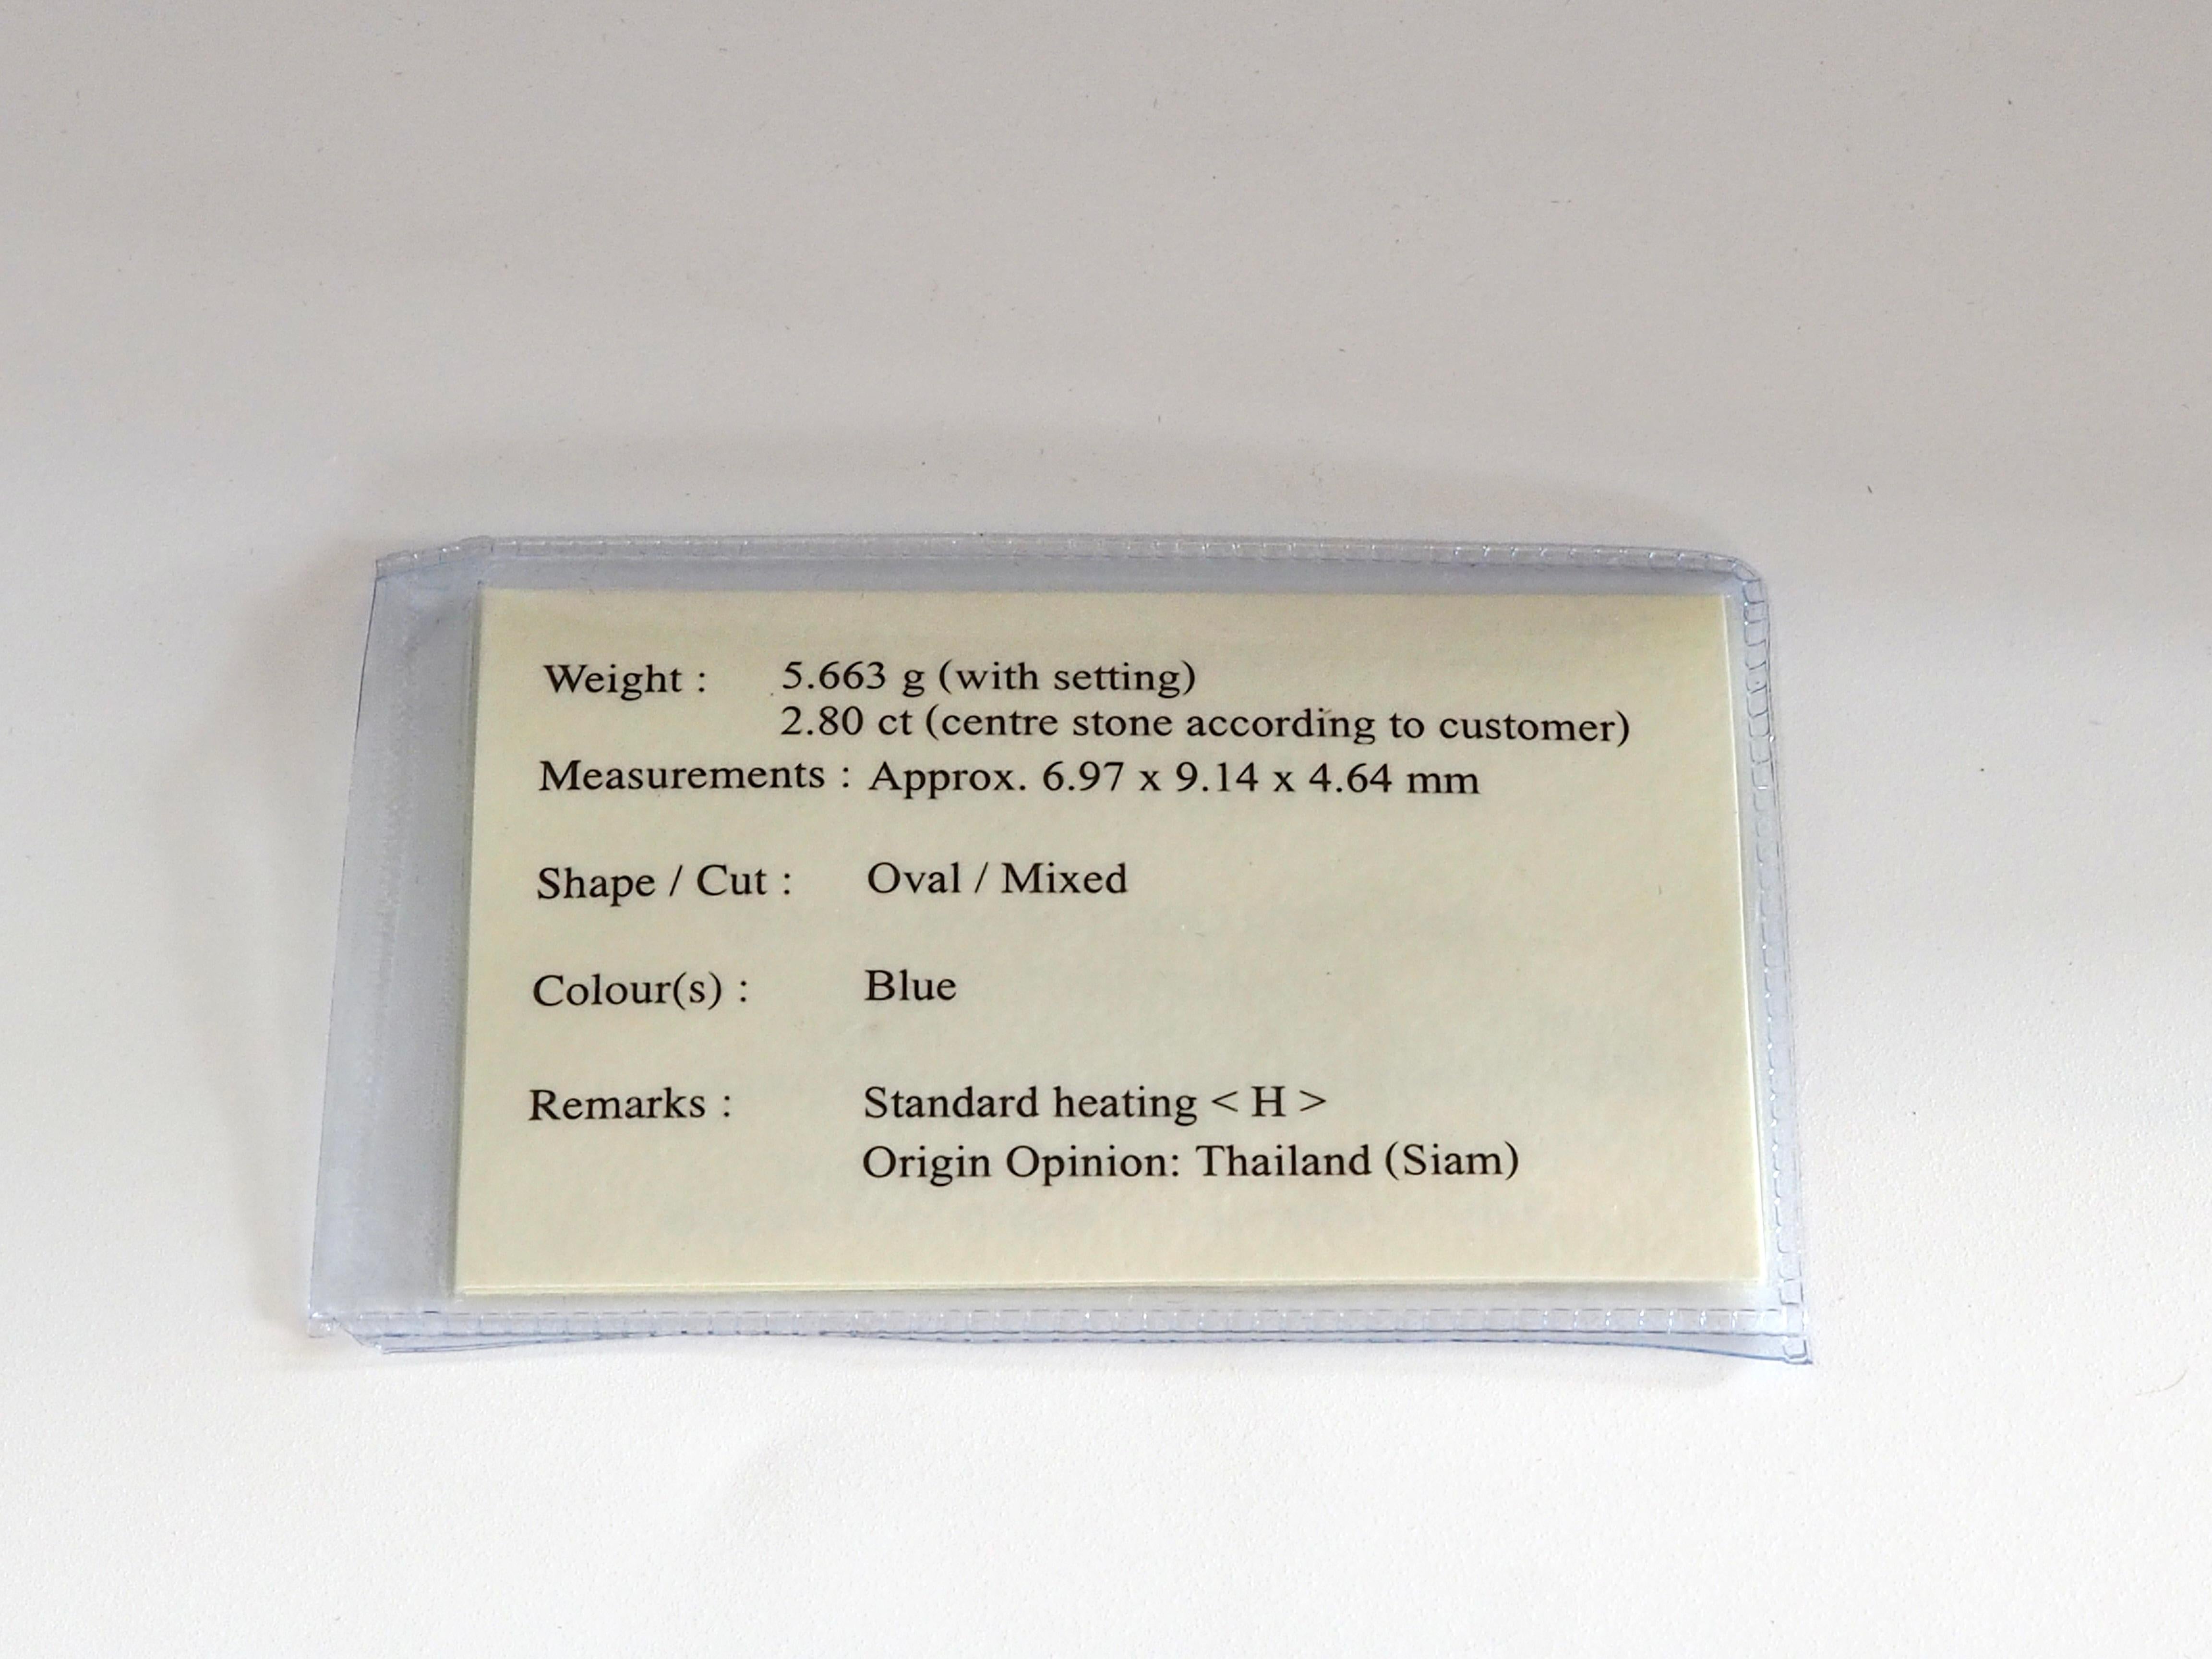 Weight : 5.663 g (with setting)
2.80 ct (centre stone according to customer)
Measurements : Approx. 6.97 x 9.14 x 4.64 mm
Shape / Cut : Oval / Mixed
Colour(s) : Blue
Remarks : Standard heating < H >
Origin Opinion: Thailand (Siam)